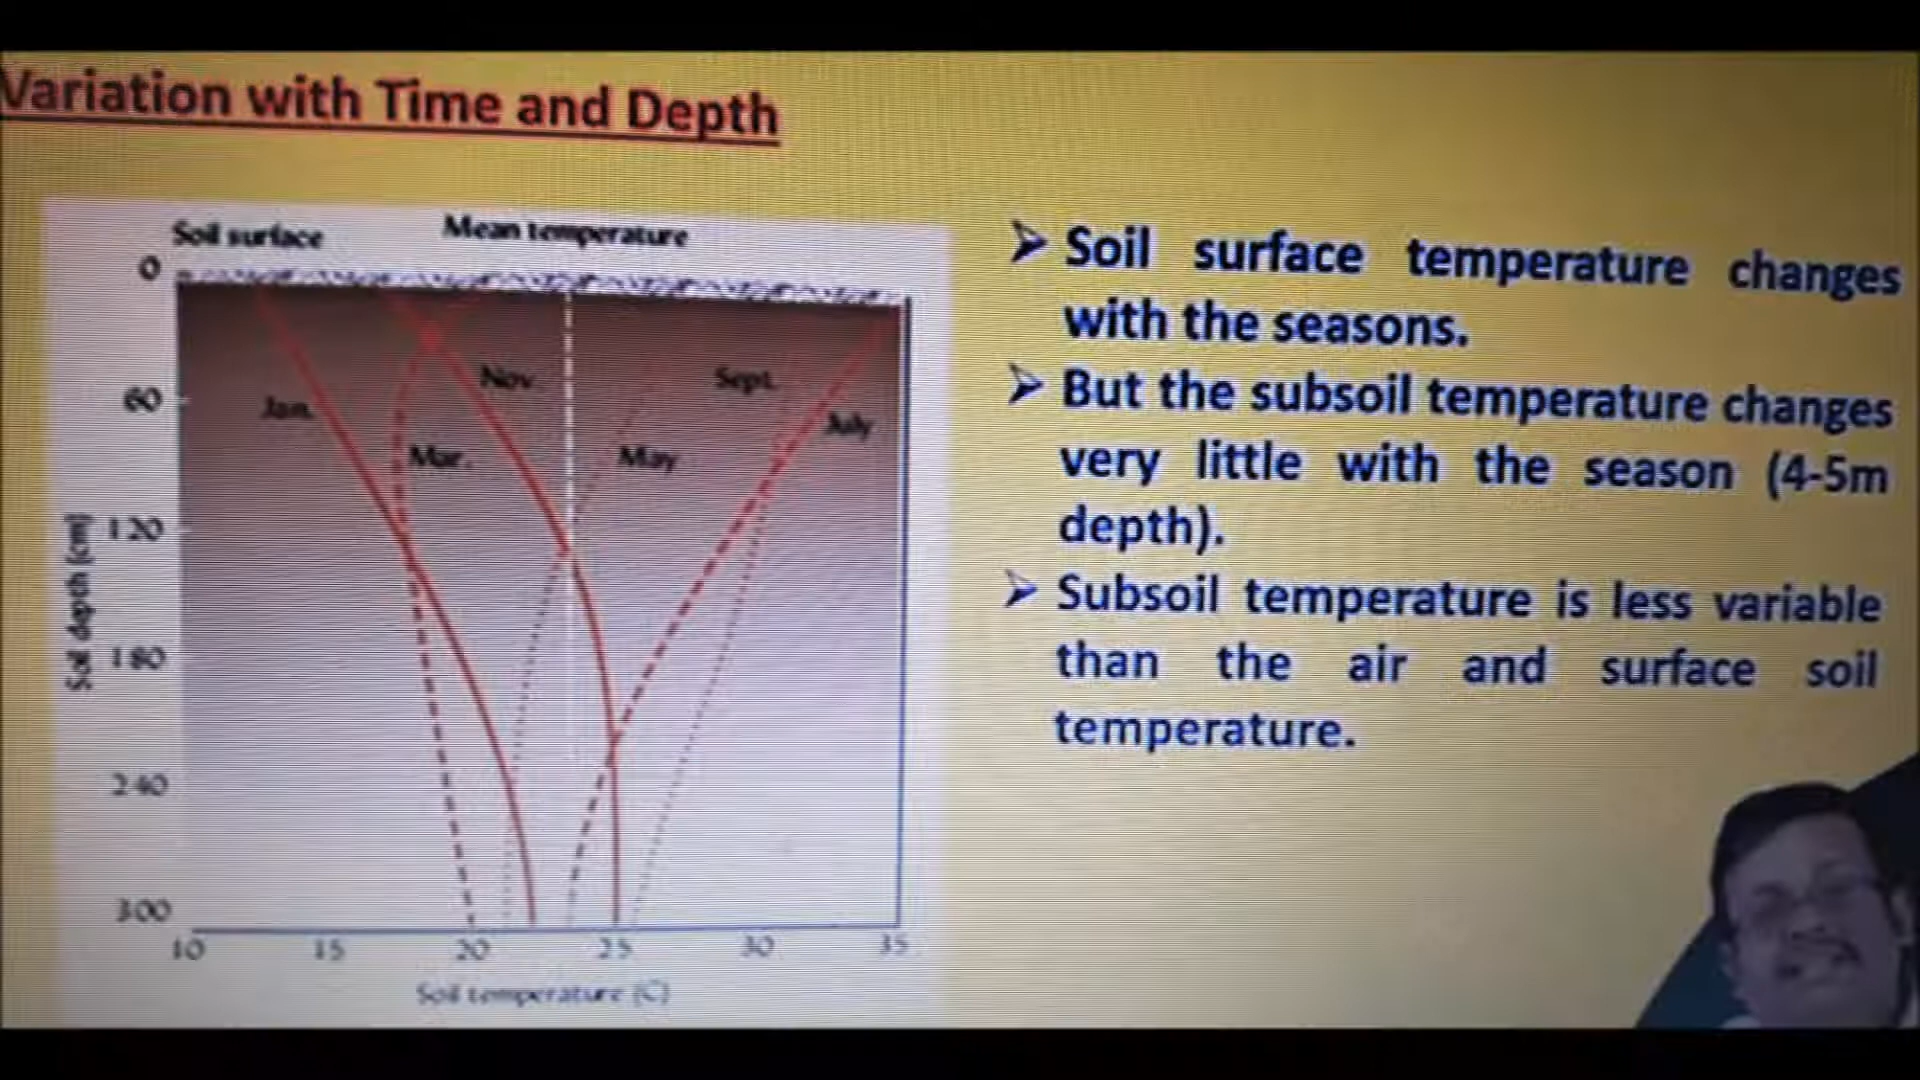 Variation with Time and Depth
Soil surface
Mean temperature
0
60
120
180
240
300
Soil depth (cm)
Jan.
Mar.
Nov.
May
Sept.
July
10
15
20
25
30
35
Soil temperature (C)
Soil surface temperature changes
with the seasons.
But the subsoil temperature changes
very little with the season (4-5m
depth).
Subsoil temperature is less variable
than the air and surface soil
temperature.